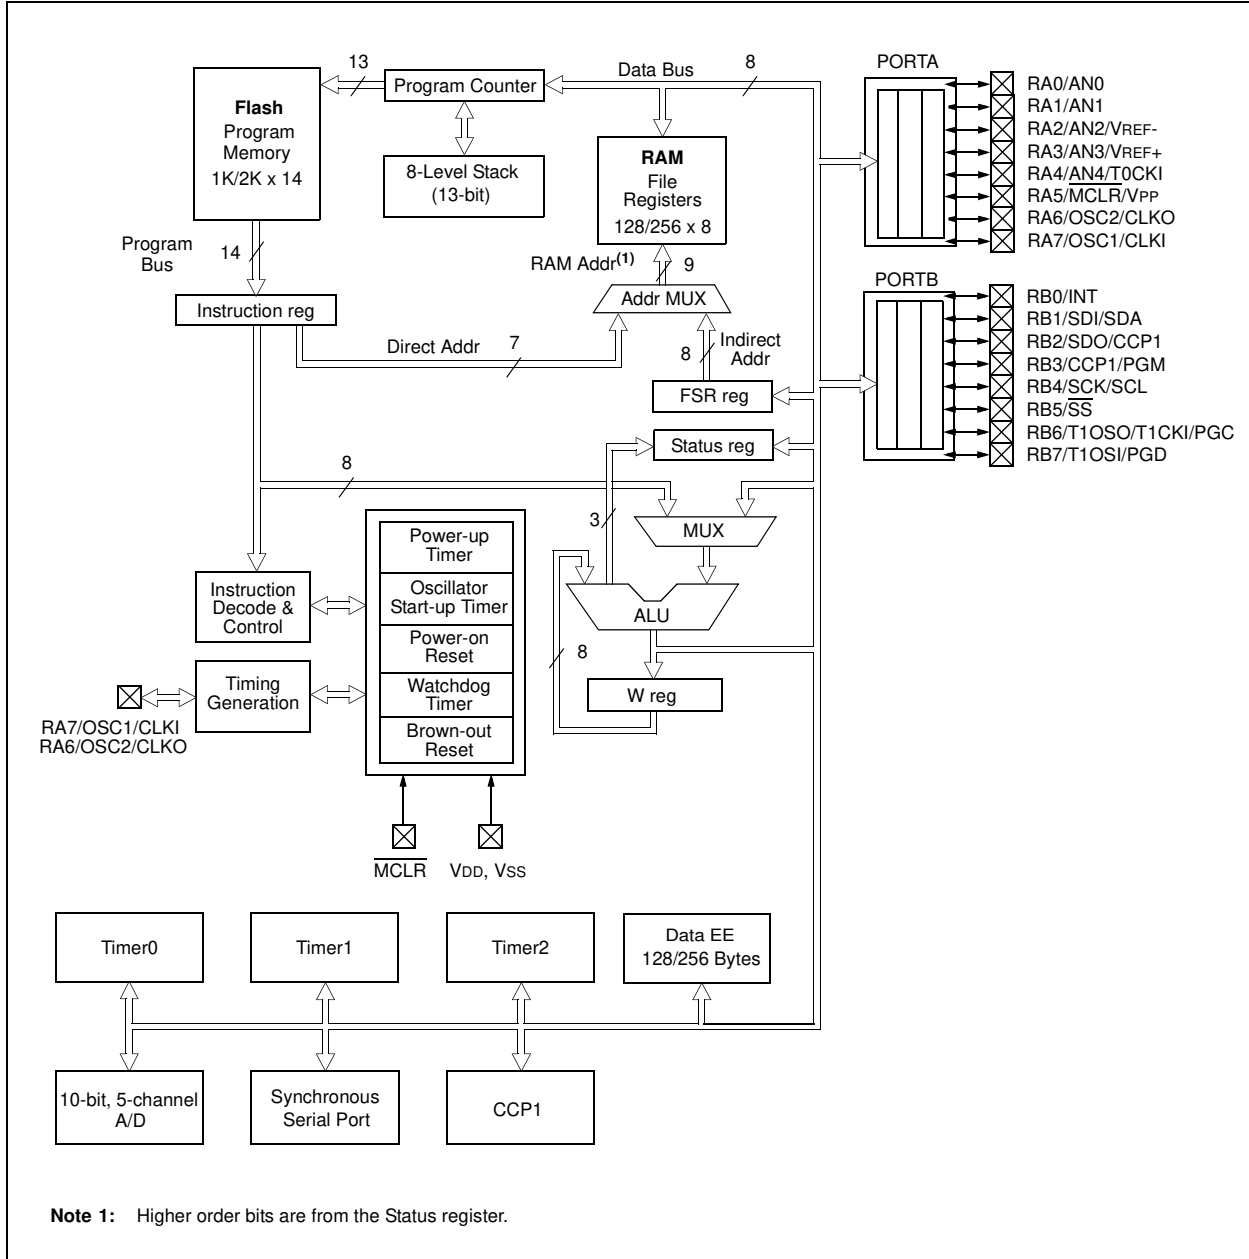 13
Program Counter
Data Bus
8
PORTA
Flash
Program
Memory
1K/2K x 14
8-Level Stack
(13-bit)
RAM
File
Registers
128/256 x 8
RA0/AN0
RA1/AN1
RA2/AN2/VREF-
RA3/AN3/VREF+
RA4/AN4/T0CKI
RA5/MCLR/VPP
RA6/OSC2/CLKO
RA7/OSC1/CLKI
Program
Bus
14
RAM Addr(1)
9
PORTB
Instruction reg
Addr MUX
RB0/INT
RB1/SDI/SDA
RB2/SDO/CCP1
RB3/CCP1/PGM
RB4/SCK/SCL
RB5/SS
RB6/T1OSO/T1CKI/PGC
RB7/T1OSI/PGD
Direct Addr
7
8
Indirect
Addr
FSR reg
Status reg
8
3
MUX
Power-up
Timer
Oscillator
Start-up Timer
Power-on
Reset
Watchdog
Timer
Brown-out
Reset
Instruction
Decode &
Control
ALU
8
W reg
Timing
Generation
RA7/OSC1/CLKI
RA6/OSC2/CLKO
MCLR
VDD, VSS
Timer0
Timer1
Timer2
Data EE
128/256 Bytes
10-bit, 5-channel
A/D
Synchronous
Serial Port
CCP1
Note 1: Higher order bits are from the Status register.